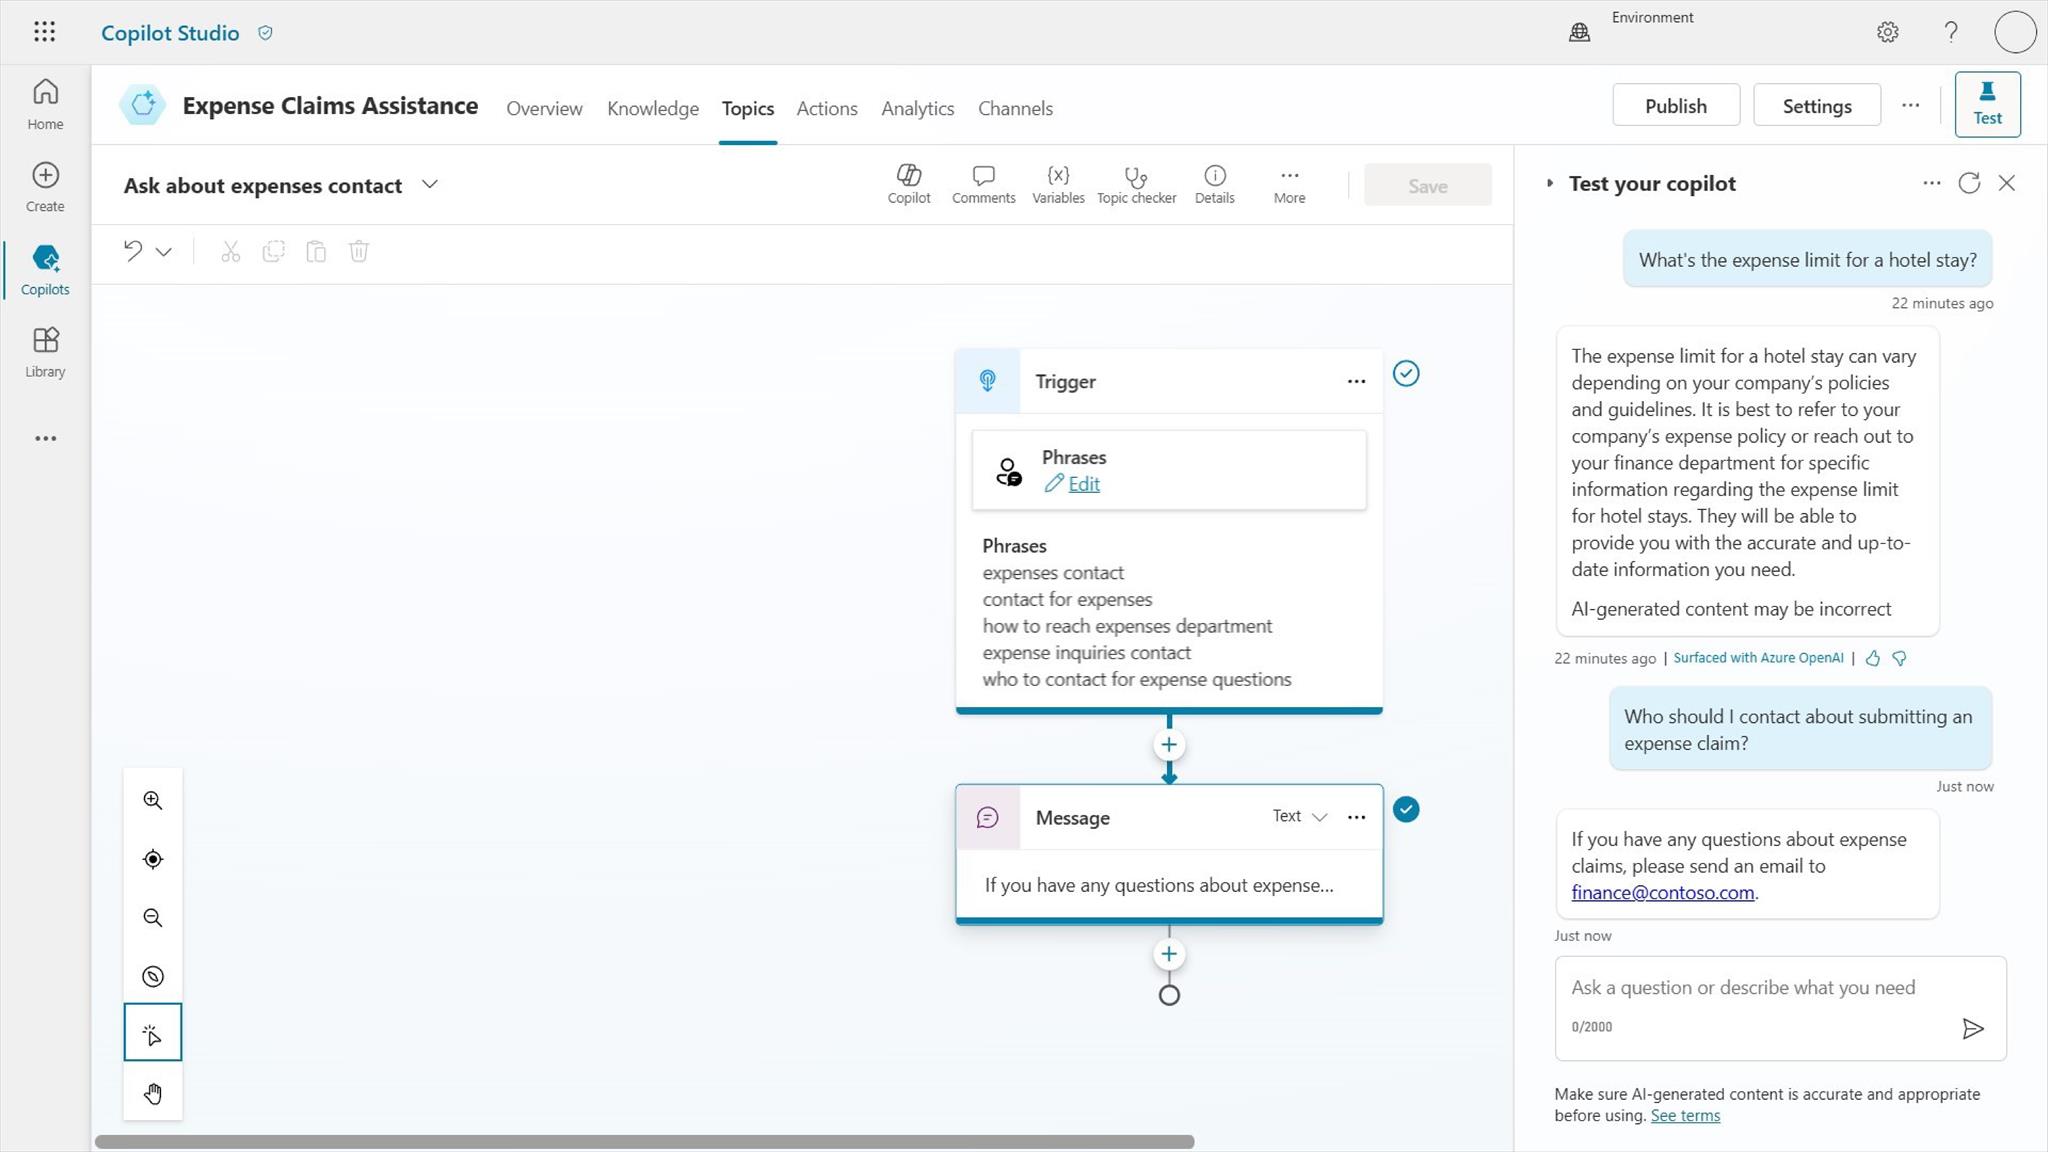 Copilot Studio
Environment
Home
Create
Copilots
Library
Expense Claims Assistance
Overview
Knowledge
Topics
Actions
Analytics
Channels
Publish
Settings
Test
Ask about expenses contact
Copilot
Comments
{x}
Variables
Topic checker
Details
More
Save
Trigger
Phrases
Edit
Phrases
expenses contact
contact for expenses
how to reach expenses department
expense inquiries contact
who to contact for expense questions
Message
Text
If you have any questions about expense...
Test your copilot
What's the expense limit for a hotel stay?
22 minutes ago
The expense limit for a hotel stay can vary
depending on your company’s policies
and guidelines. It is best to refer to your
company’s expense policy or reach out to
your finance department for specific
information regarding the expense limit
for hotel stays. They will be able to
provide you with the accurate and up-to-
date information you need.
AI-generated content may be incorrect
22 minutes ago | Surfaced with Azure OpenAI |
Who should I contact about submitting an
expense claim?
Just now
If you have any questions about expense
claims, please send an email to
finance@contoso.com.
Just now
Ask a question or describe what you need
0/2000
Make sure AI-generated content is accurate and appropriate
before using. See terms